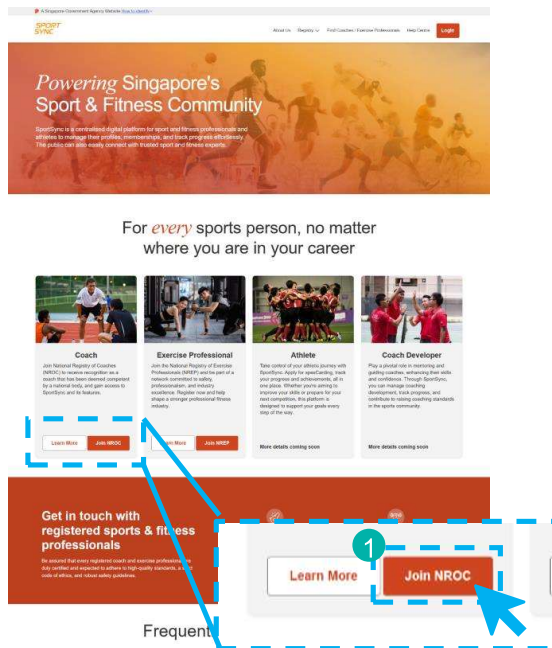 A Singapore Government Agency Website How to identify
SPORT
SYNC
About Us Registry Find Coaches / Exercise Professionals Help Centre Login
Powering Singapore's
Sport & Fitness Community
SportSync is a centralised digital platform for sport and fitness professionals and
athletes to manage their profiles, memberships, and track progress effortlessly.
The public can also easily connect with trusted sport and fitness experts.
For every sports person, no matter
where you are in your career
Coach
Join National Registry of Coaches
(NROC) to receive recognition as a
coach that has been deemed competent
by a national body, and gain access to
SportSync and its features.
Learn More Join NROC
Exercise Professional
Join the National Registry of Exercise
Professionals (NREP) and be part of a
network committed to safety,
professionalism, and industry
excellence. Register now and help
shape a stronger professional fitness
industry.
Learn More Join NREP
Athlete
Take control of your athlete journey with
SportSync. Apply for spexCarding, track
your progress and achievements, all in
one place. Whether you're aiming to
improve your skills or prepare for your
next competition, this platform is
designed to support your goals every
step of the way.
More details coming soon
Coach Developer
Play a pivotal role in mentoring and
guiding coaches, enhancing their skills
and confidence. Through SportSync,
you can manage coaching
development, track progress, and
contribute to raising coaching standards
in the sports community.
More details coming soon
Get in touch with
registered sports & fitness
professionals
Be assured that every registered coach and exercise professional are
duly certified and expected to adhere to high-quality standards, a
code of ethics, and robust safety guidelines.
1
Learn More Join NROC
Frequent